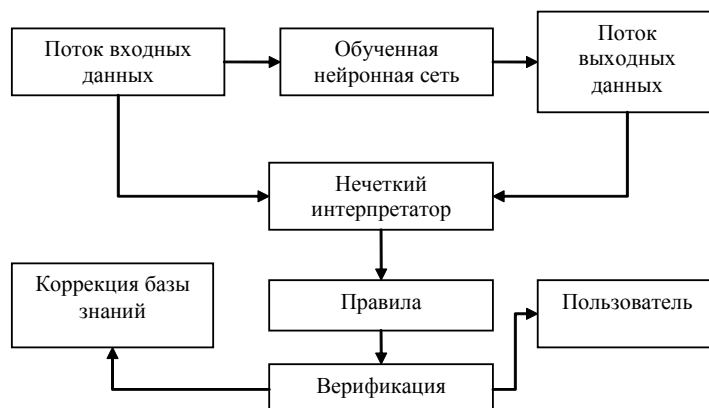 Поток входных
данных
Обученная
нейронная сеть
Поток
выходных
данных
Нечеткий
интерпретатор
Коррекция базы
знаний
Правила
Пользователь
Верификация